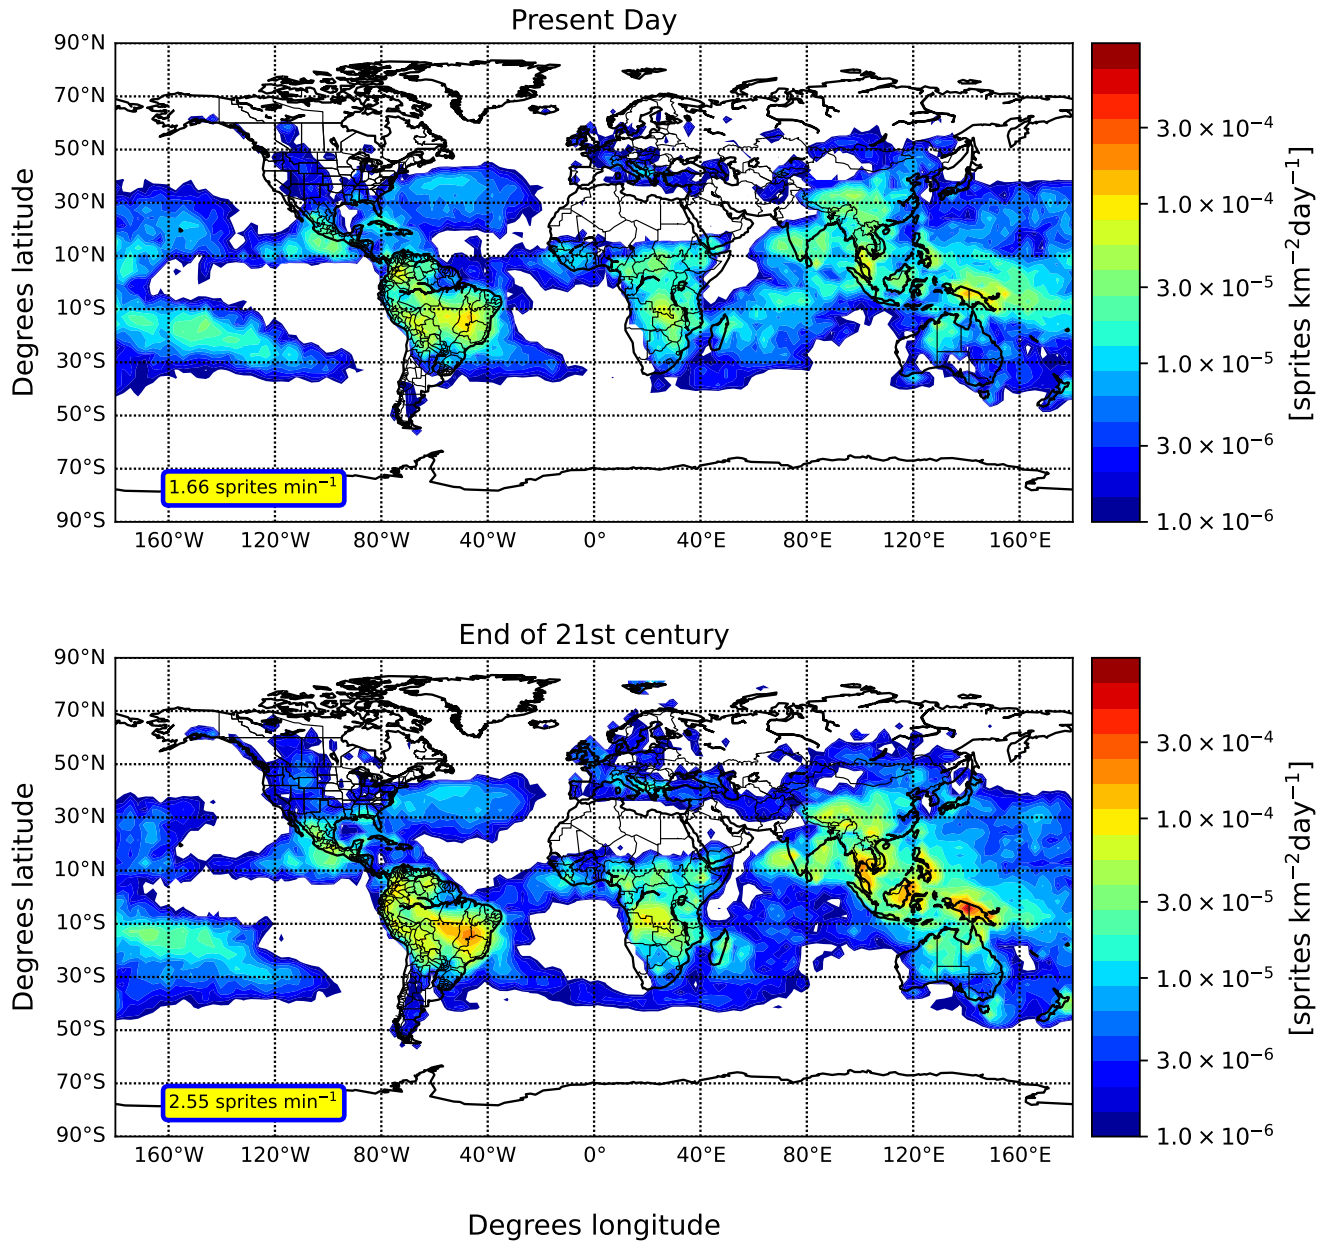 Present Day
90°N
70°N
50°N
30°N
10°N
10°S
30°S
50°S
70°S
90°S
Degrees latitude
1.66 sprites min⁻¹
160°W 120°W 80°W 40°W 0° 40°E 80°E 120°E 160°E
3.0 × 10⁻⁴
1.0 × 10⁻⁴
3.0 × 10⁻⁵
1.0 × 10⁻⁵
3.0 × 10⁻⁶
1.0 × 10⁻⁶
[sprites km⁻²day⁻¹]
End of 21st century
90°N
70°N
50°N
30°N
10°N
10°S
30°S
50°S
70°S
90°S
Degrees latitude
2.55 sprites min⁻¹
160°W 120°W 80°W 40°W 0° 40°E 80°E 120°E 160°E
3.0 × 10⁻⁴
1.0 × 10⁻⁴
3.0 × 10⁻⁵
1.0 × 10⁻⁵
3.0 × 10⁻⁶
1.0 × 10⁻⁶
[sprites km⁻²day⁻¹]
Degrees longitude